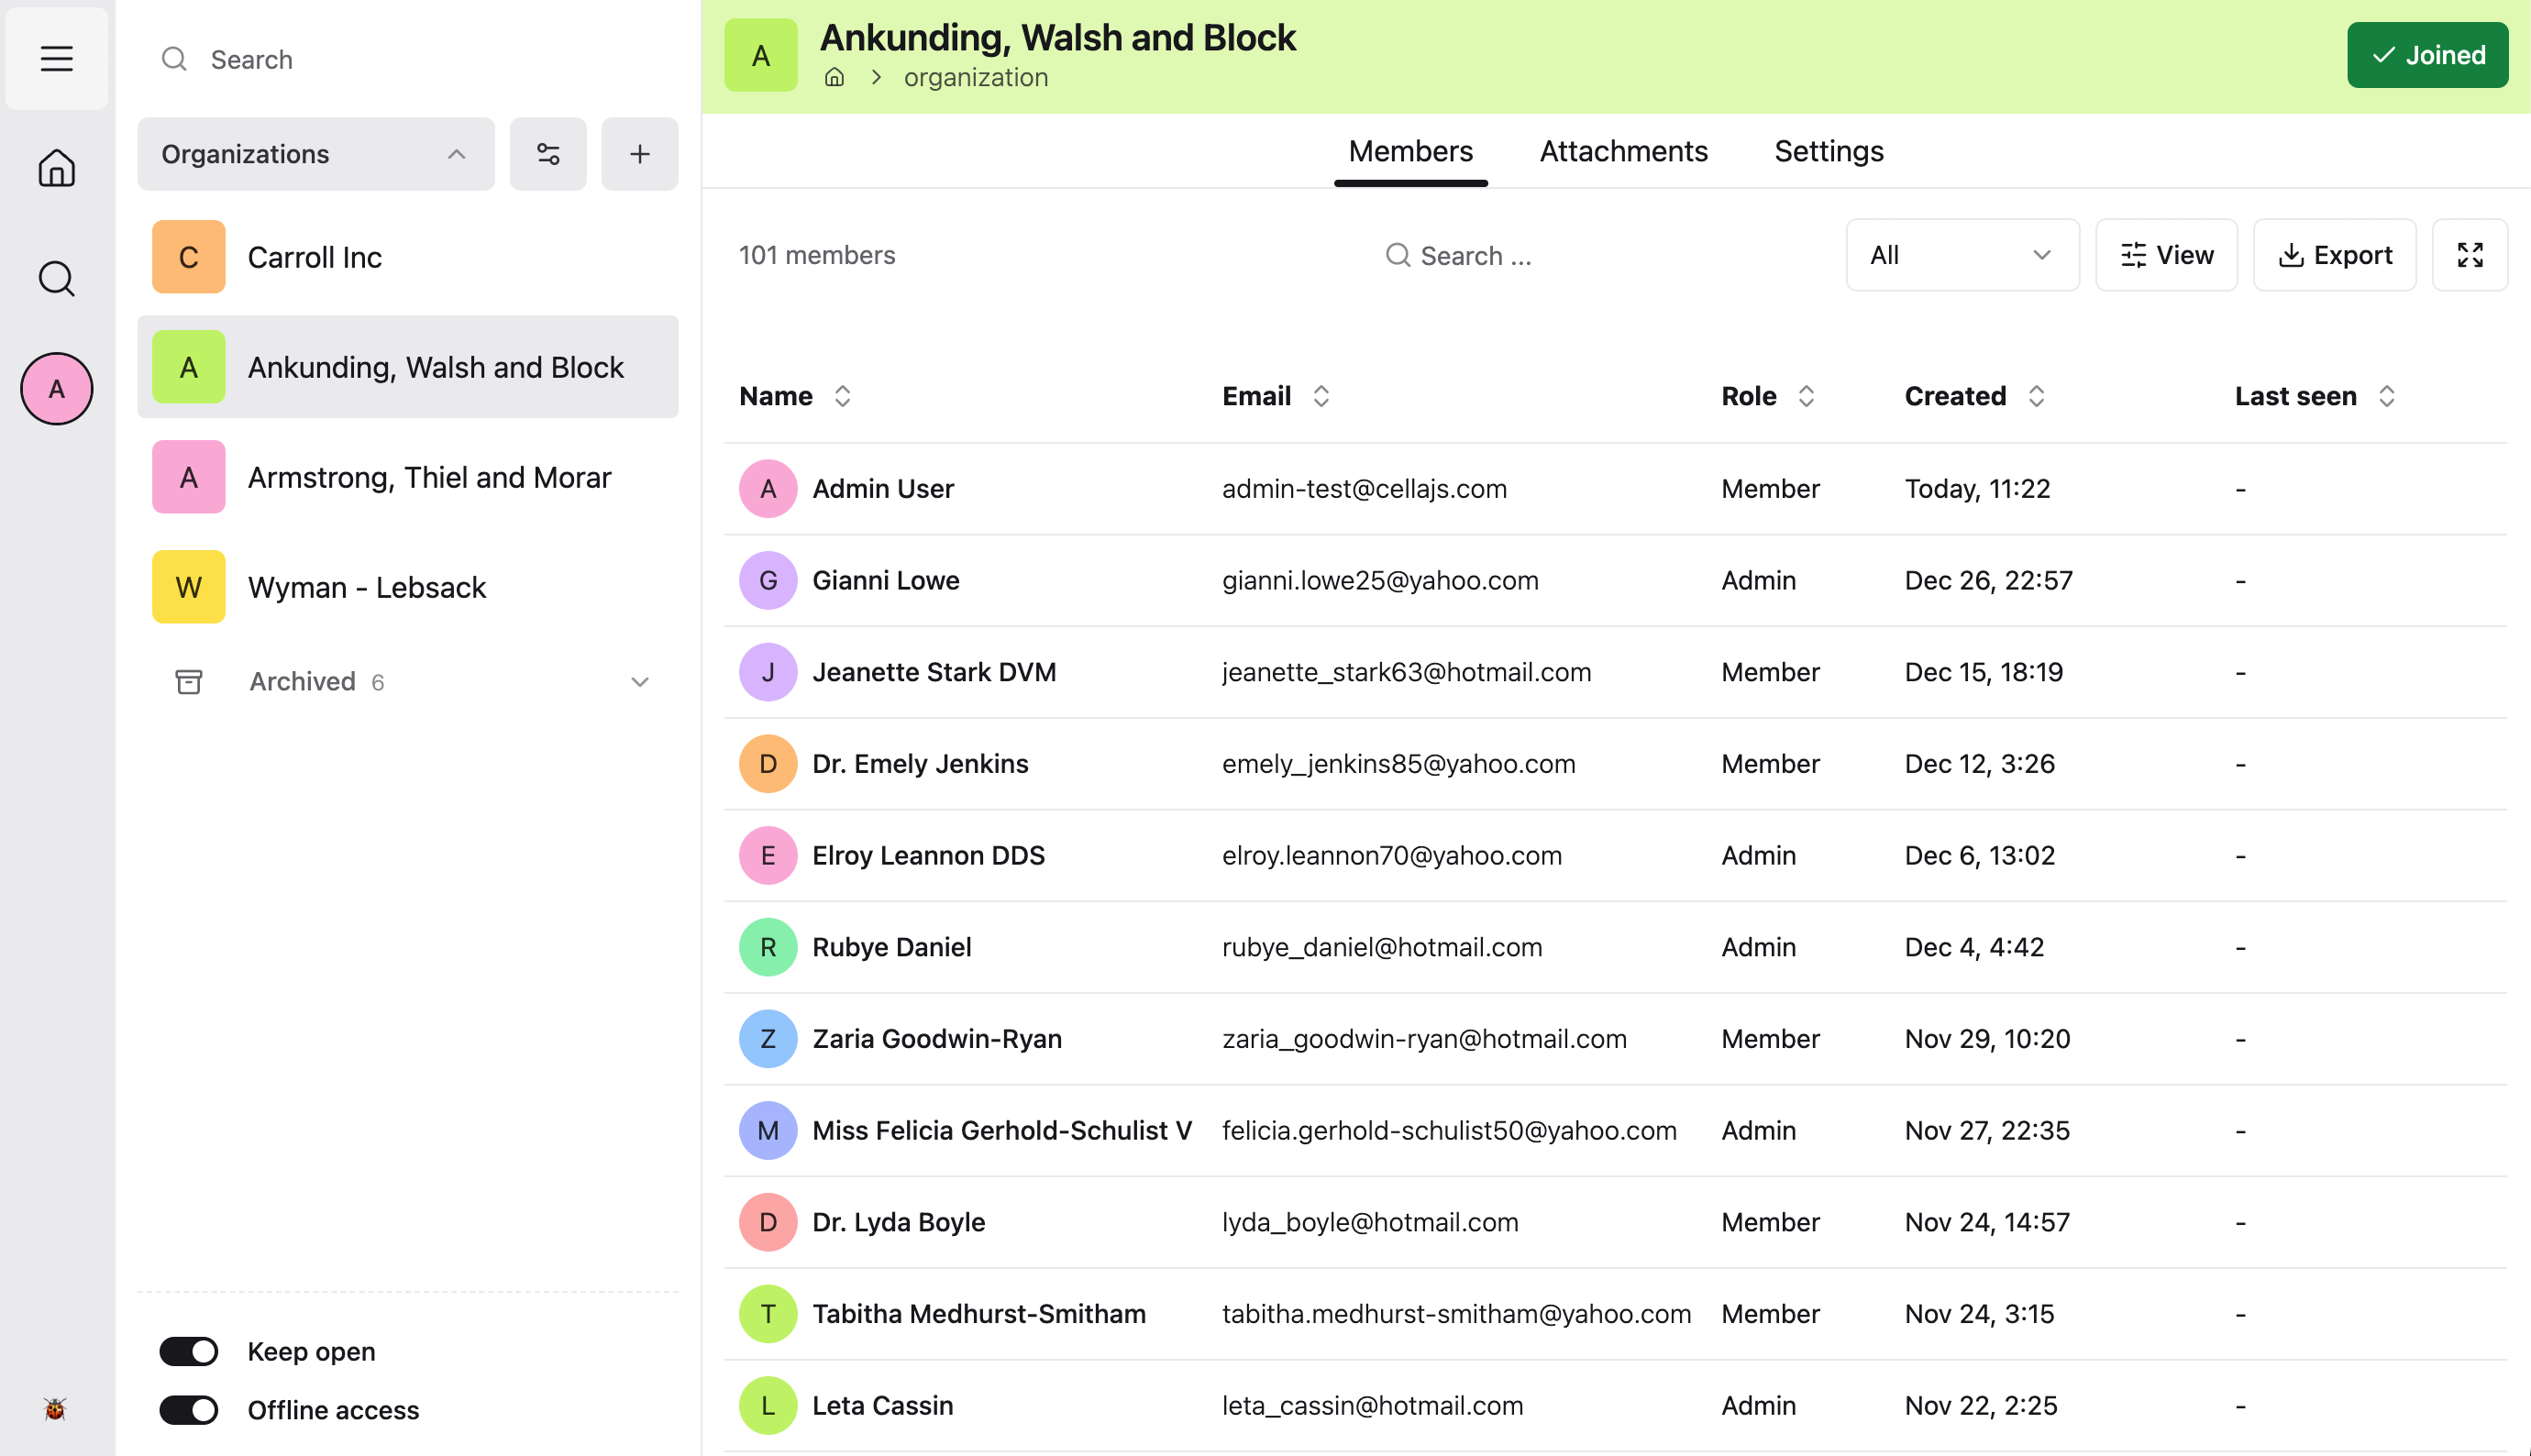 Search
Organizations
C Carroll Inc
A Ankunding, Walsh and Block
A Armstrong, Thiel and Morar
W Wyman - Lebsack
Archived 6
A
Keep open
Offline access
A Ankunding, Walsh and Block
organization
Joined
Members Attachments Settings
101 members Search ... All View Export
Name Email Role Created Last seen
A Admin User admin-test@cellajs.com Member Today, 11:22 -
G Gianni Lowe gianni.lowe25@yahoo.com Admin Dec 26, 22:57 -
J Jeanette Stark DVM jeanette_stark63@hotmail.com Member Dec 15, 18:19 -
D Dr. Emely Jenkins emely_jenkins85@yahoo.com Member Dec 12, 3:26 -
E Elroy Leannon DDS elroy.leannon70@yahoo.com Admin Dec 6, 13:02 -
R Rubye Daniel rubye_daniel@hotmail.com Admin Dec 4, 4:42 -
Z Zaria Goodwin-Ryan zaria_goodwin-ryan@hotmail.com Member Nov 29, 10:20 -
M Miss Felicia Gerhold-Schulist V felicia.gerhold-schulist50@yahoo.com Admin Nov 27, 22:35 -
D Dr. Lyda Boyle lyda_boyle@hotmail.com Member Nov 24, 14:57 -
T Tabitha Medhurst-Smitham tabitha.medhurst-smitham@yahoo.com Member Nov 24, 3:15 -
L Leta Cassin leta_cassin@hotmail.com Admin Nov 22, 2:25 -